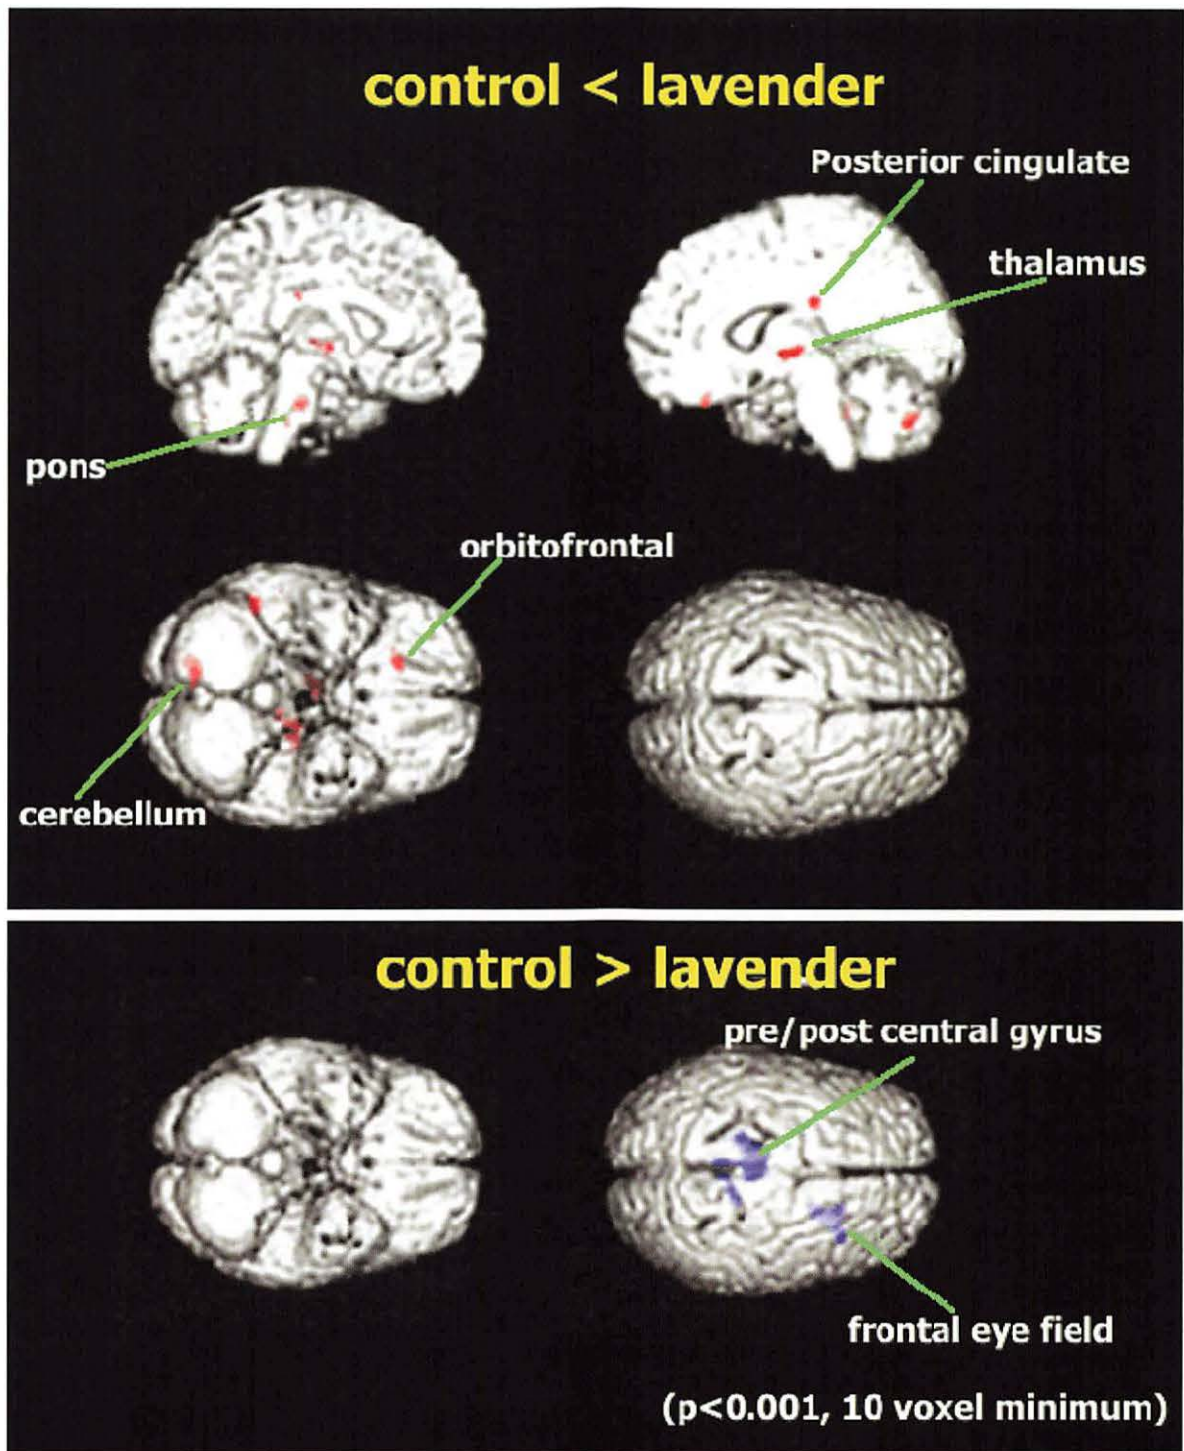 control < lavender
Posterior cingulate
thalamus
pons
orbitofrontal
cerebellum
control > lavender
pre/post central gyrus
frontal eye field
(p<0.001, 10 voxel minimum)